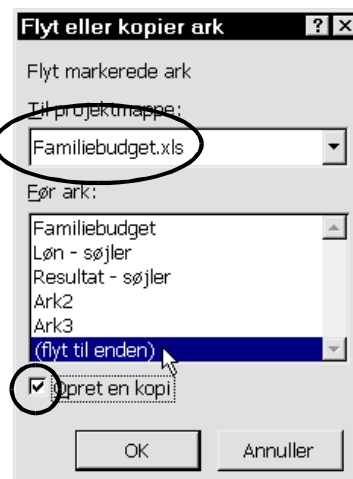 Flyt eller kopier ark
Flyt markerede ark
Til projektmappe:
Familiebudget.xls
Før ark:
Familiebudget
Løn - søjler
Resultat - søjler
Ark2
Ark3
(flyt til enden)
Opret en kopi
OK
Annuller